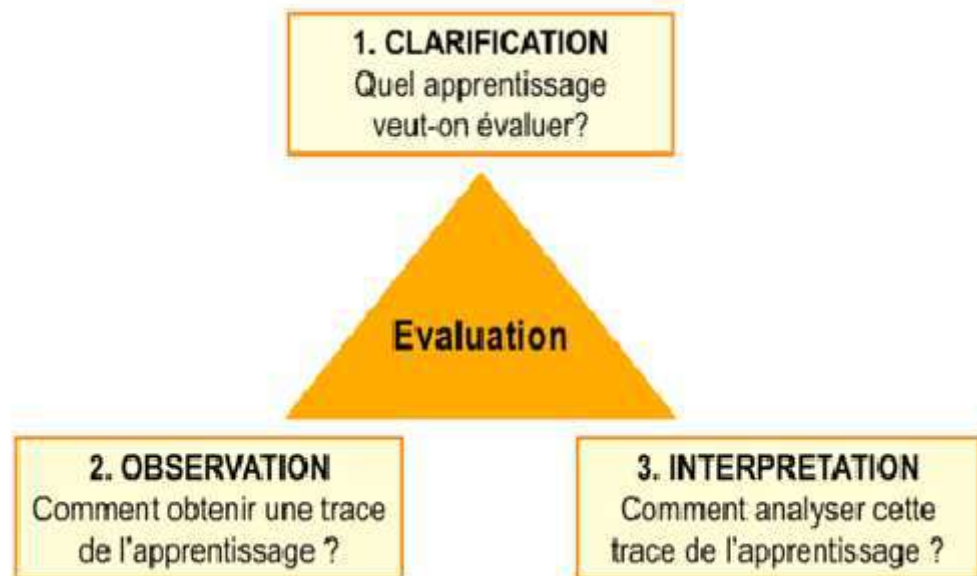 1. CLARIFICATION
Quel apprentissage
veut-on évaluer?
Evaluation
2. OBSERVATION
Comment obtenir une trace
de l'apprentissage ?
3. INTERPRETATION
Comment analyser cette
trace de l'apprentissage ?